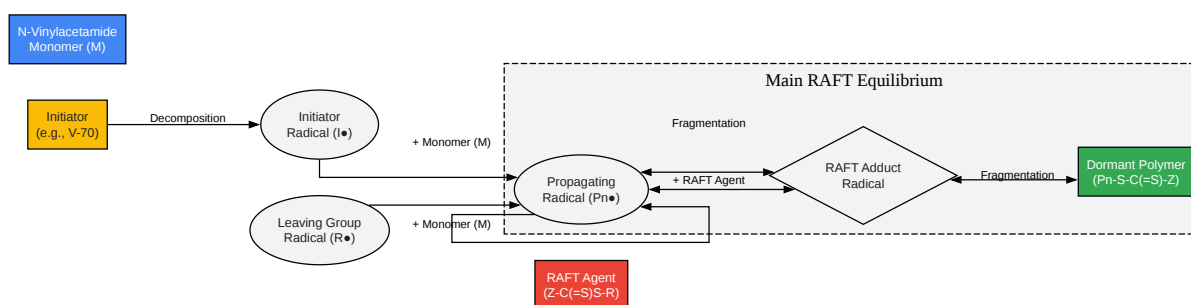 N-Vinylacetamide
Monomer (M)
Main RAFT Equilibrium
Initiator
(e.g., V-70)
Decomposition
Initiator
Radical (I●)
+ Monomer (M)
Fragmentation
Propagating
Radical (Pn●)
+ RAFT Agent
RAFT Adduct
Radical
Fragmentation
Dormant Polymer
(Pn-S-C(=S)-Z)
Leaving Group
Radical (R●)
+ Monomer (M)
RAFT Agent
(Z-C(=S)S-R)